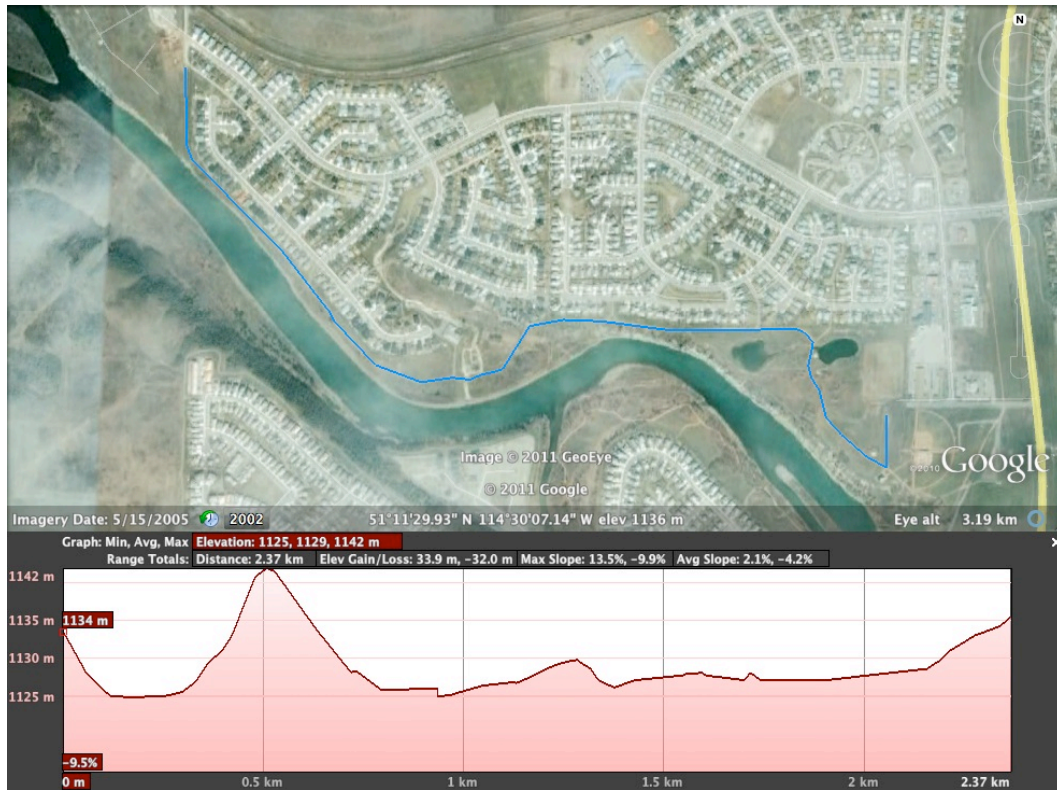 N
Image © 2011 GeoEye
©2010 Google
© 2011 Google
Imagery Date: 5/15/2005 2002 51°11'29.93" N 114°30'07.14" W elev 1136 m Eye alt 3.19 km
Graph: Min, Avg, Max Elevation: 1125, 1129, 1142 m
Range Totals: Distance: 2.37 km Elev Gain/Loss: 33.9 m, -32.0 m Max Slope: 13.5%, -9.9% Avg Slope: 2.1%, -4.2%
1142 m
1135 m 1134 m
1130 m
1125 m
-9.5%
0 m 0.5 km 1 km 1.5 km 2 km 2.37 km